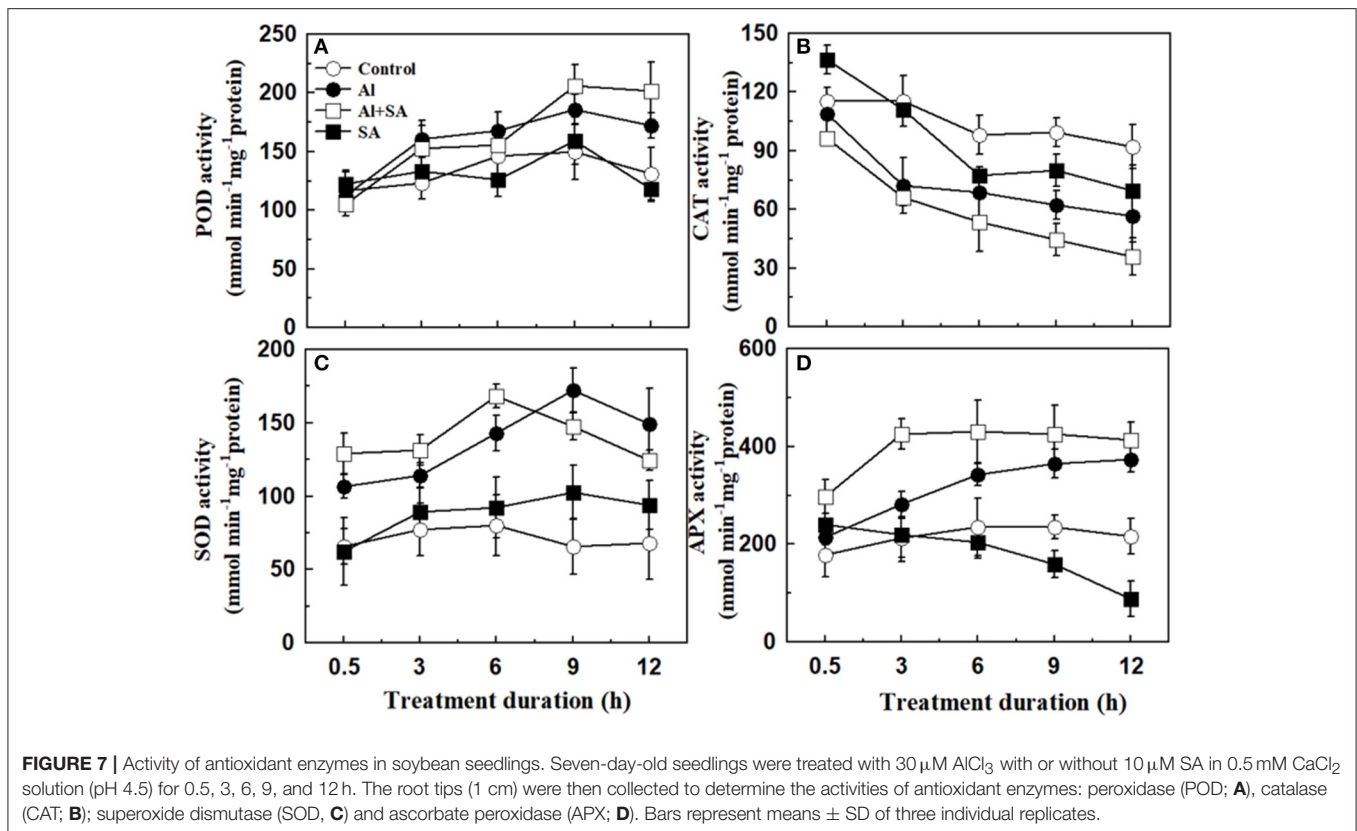 A
Control
Al
Al+SA
SA
POD activity
(mmol min⁻¹mg⁻¹protein)
250
200
150
100
50
0
B
CAT activity
(mmol min⁻¹mg⁻¹protein)
150
120
90
60
30
0
C
SOD activity
(mmol min⁻¹mg⁻¹protein)
200
150
100
50
0
0.5 3 6 9 12
Treatment duration (h)
D
APX activity
(mmol min⁻¹mg⁻¹protein)
600
400
200
0
0.5 3 6 9 12
Treatment duration (h)
FIGURE 7 | Activity of antioxidant enzymes in soybean seedlings. Seven-day-old seedlings were treated with 30 μM AlCl₃ with or without 10 μM SA in 0.5 mM CaCl₂
solution (pH 4.5) for 0.5, 3, 6, 9, and 12 h. The root tips (1 cm) were then collected to determine the activities of antioxidant enzymes: peroxidase (POD; A), catalase
(CAT; B); superoxide dismutase (SOD, C) and ascorbate peroxidase (APX; D). Bars represent means ± SD of three individual replicates.